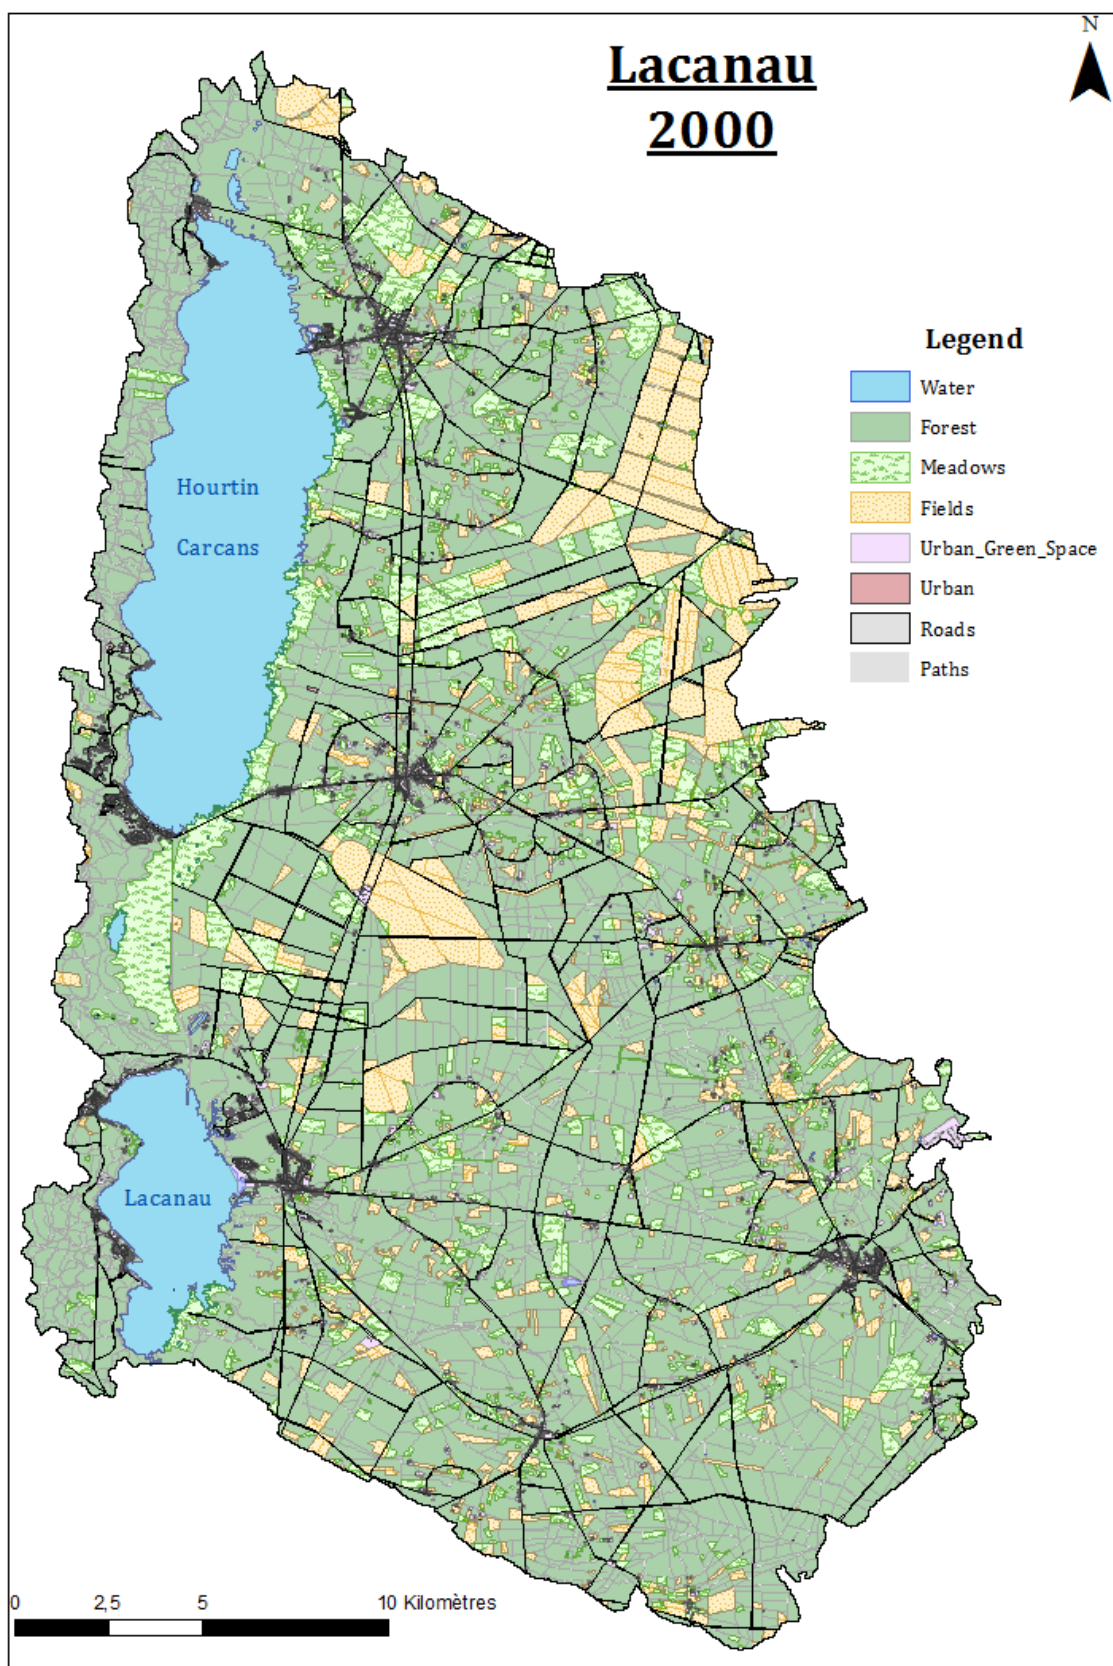 N
Lacanau
2000
Legend
Water
Forest
Meadows
Fields
Urban_Green_Space
Urban
Roads
Paths
Hourtin
Carcans
Lacanau
0 2,5 5 10 Kilomètres